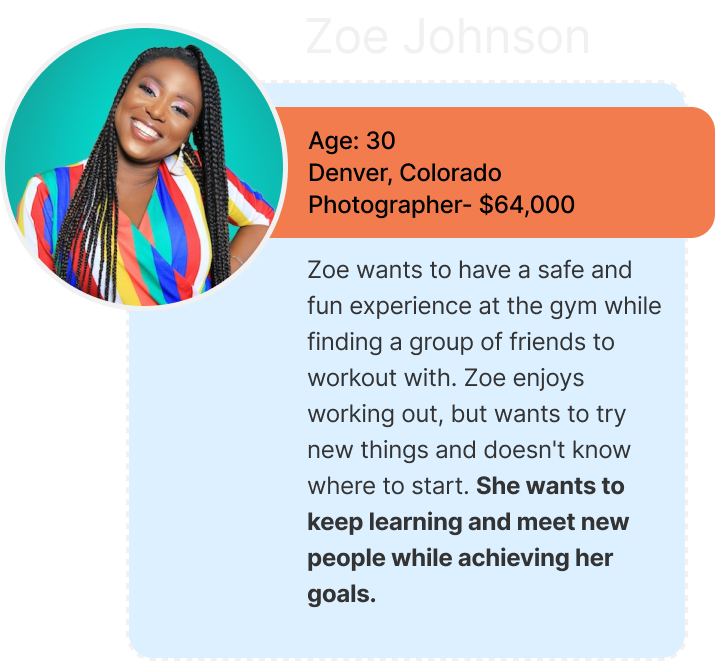 Zoe Johnson
Age: 30
Denver, Colorado
Photographer- $64,000
Zoe wants to have a safe and
fun experience at the gym while
finding a group of friends to
workout with. Zoe enjoys
working out, but wants to try
new things and doesn't know
where to start. She wants to
keep learning and meet new
people while achieving her
goals.